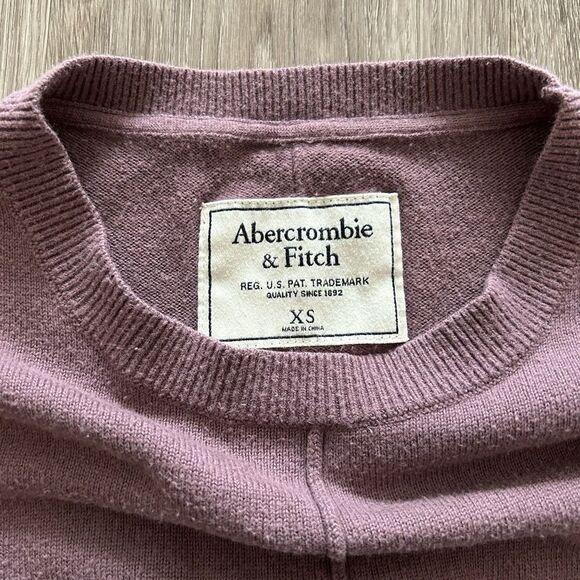 Abercrombie
& Fitch
REG. U.S. PAT. TRADEMARK
QUALITY SINCE 1892
XS
MADE IN CHINA